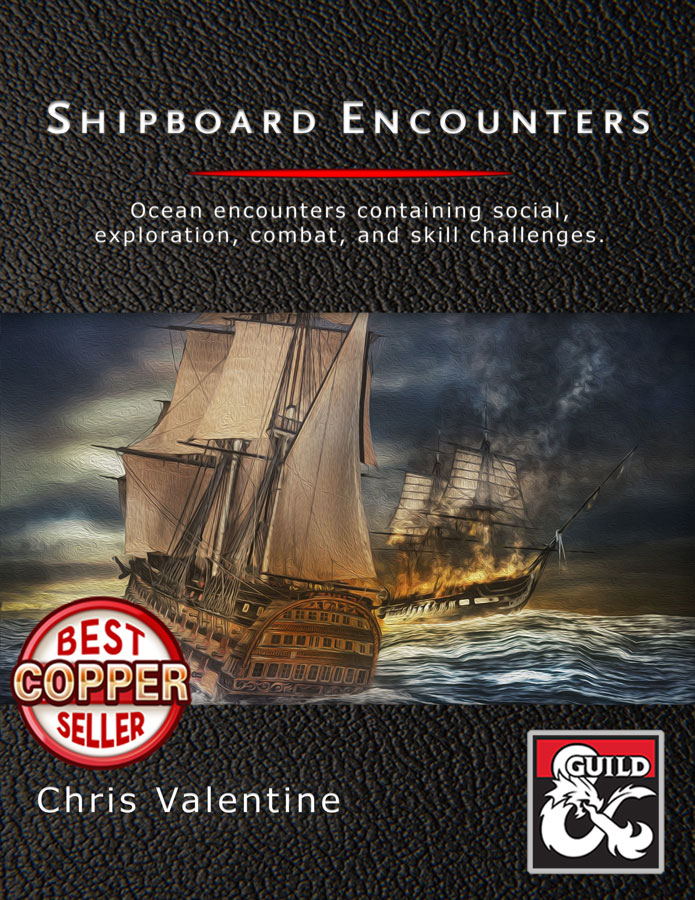 Shipboard Encounters
Ocean encounters containing social,
exploration, combat, and skill challenges.
BEST
COPPER
SELLER
Chris Valentine
GUILD